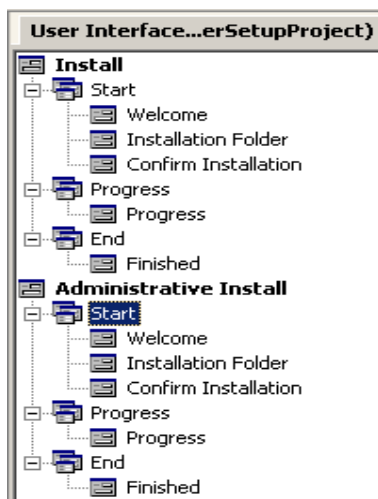 User Interface...erSetupProject)
Install
Start
Welcome
Installation Folder
Confirm Installation
Progress
Progress
End
Finished
Administrative Install
Start
Welcome
Installation Folder
Confirm Installation
Progress
Progress
End
Finished